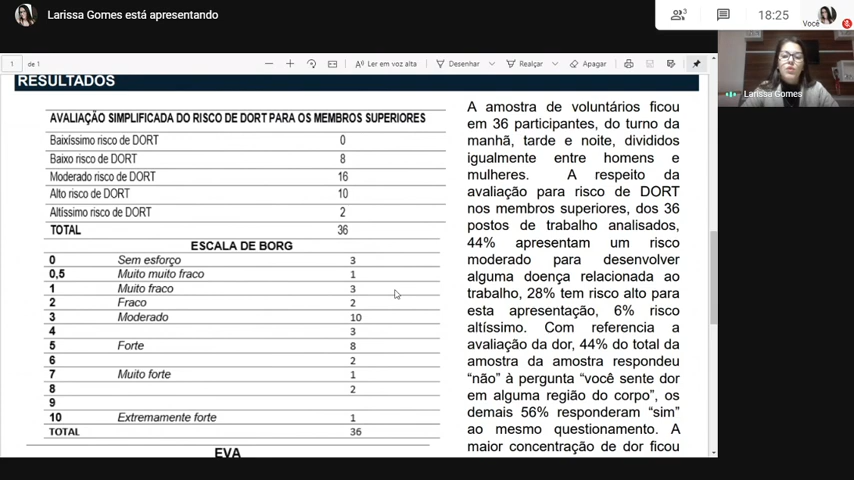 Larissa Gomes está apresentando
3
18:25
Você
Larissa Gomes
1 de 1
Ler em voz alta
Desenhar
Realçar
Apagar
RESULTADOS
AVALIAÇÃO SIMPLIFICADA DO RISCO DE DORT PARA OS MEMBROS SUPERIORES
Baixíssimo risco de DORT 0
Baixo risco de DORT 8
Moderado risco de DORT 16
Alto risco de DORT 10
Altíssimo risco de DORT 2
TOTAL 36
ESCALA DE BORG
0 Sem esforço 3
0,5 Muito muito fraco 1
1 Muito fraco 3
2 Fraco 2
3 Moderado 10
4 3
5 Forte 8
6 2
7 Muito forte 1
8 2
9
10 Extremamente forte 1
TOTAL 36
EVA
A amostra de voluntários ficou
em 36 participantes, do turno da
manhã, tarde e noite, divididos
igualmente entre homens e
mulheres. A respeito da
avaliação para risco de DORT
nos membros superiores, dos 36
postos de trabalho analisados,
44% apresentam um risco
moderado para desenvolver
alguma doença relacionada ao
trabalho, 28% tem risco alto para
esta apresentação, 6% risco
altíssimo. Com referencia a
avaliação da dor, 44% do total da
amostra da amostra respondeu
“não” à pergunta “você sente dor
em alguma região do corpo”, os
demais 56% responderam “sim”
ao mesmo questionamento. A
maior concentração de dor ficou